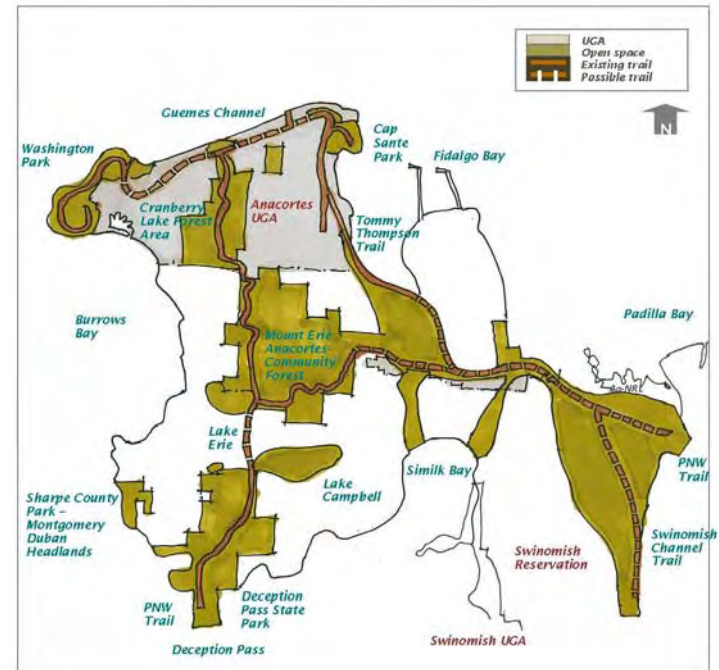 UGA
Open space
Existing trail
Possible trail
N
Guemes Channel
Washington
Park
Cap
Sante
Park
Fidalgo Bay
Cranberry
Lake Forest
Area
Anacortes
UGA
Tommy
Thompson
Trail
Burrows
Bay
Padilla Bay
Mount Erie
Anacortes-
Community
Forest
Ag-NRL
Lake
Erie
Lake
Campbell
Similk Bay
PNW
Trail
Sharpe County
Park –
Montgomery
Duban
Headlands
Swinomish
Channel
Trail
Swinomish
Reservation
PNW
Trail
Deception
Pass State
Park
Swinomish UGA
Deception Pass